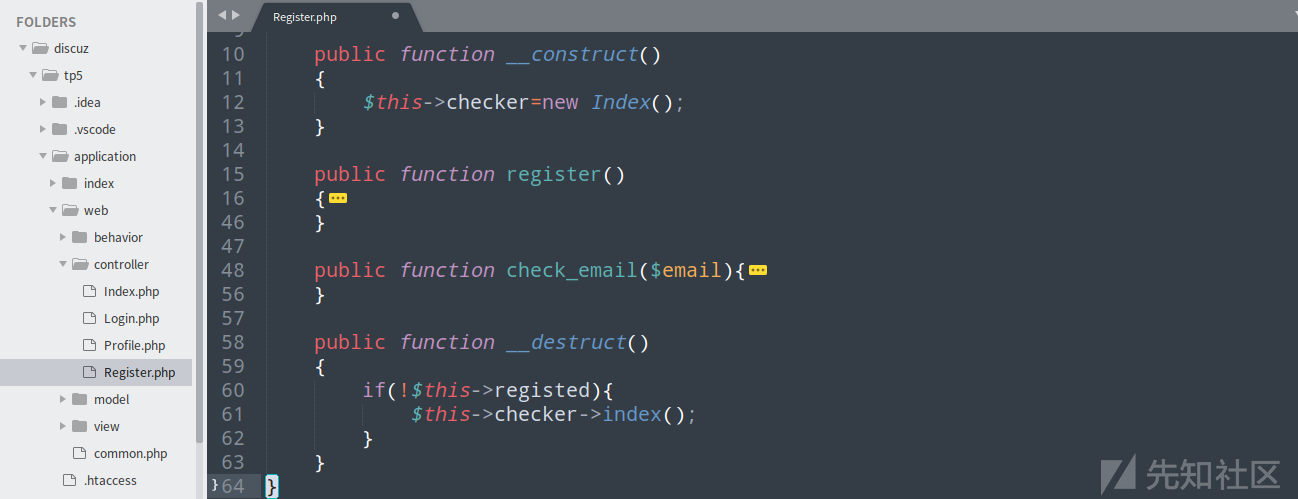 FOLDERS
discuz
tp5
.idea
.vscode
application
index
web
behavior
controller
Index.php
Login.php
Profile.php
Register.php
model
view
common.php
.htaccess
Register.php
10 public function __construct()
11 {
12 $this->checker=new Index();
13 }
14
15 public function register()
16 {
46 }
47
48 public function check_email($email){
56 }
57
58 public function __destruct()
59 {
60 if(!$this->registed){
61 $this->checker->index();
62 }
63 }
64 }
先知社区